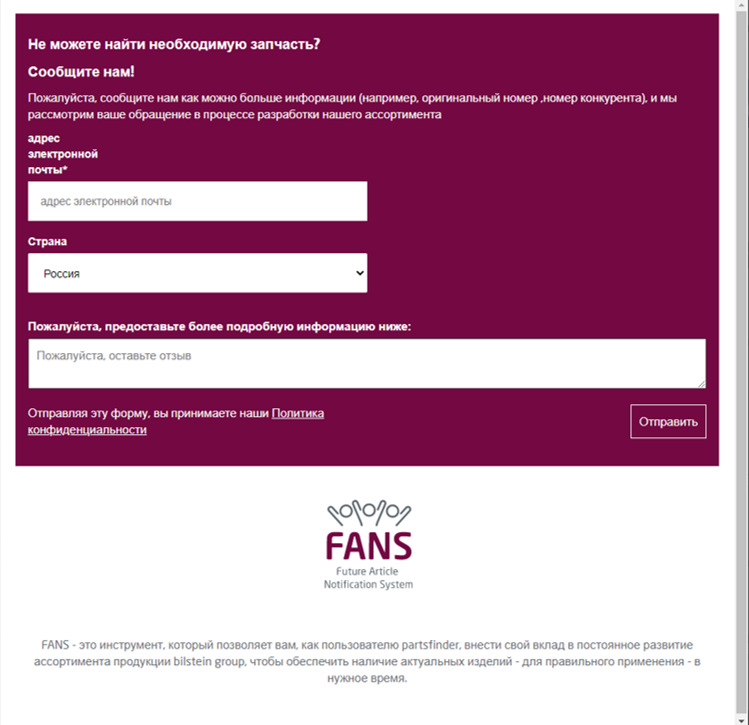 Не можете найти необходимую запчасть?
Сообщите нам!
Пожалуйста, сообщите нам как можно больше информации (например, оригинальный номер ,номер конкурента), и мы
рассмотрим ваше обращение в процессе разработки нашего ассортимента
адрес
электронной
почты*
адрес электронной почты
Страна
Россия
Пожалуйста, предоставьте более подробную информацию ниже:
Пожалуйста, оставьте отзыв
Отправляя эту форму, вы принимаете наши Политика
конфиденциальности
Отправить
FANS
Future Article
Notification System
FANS - это инструмент, который позволяет вам, как пользователю partsfinder, внести свой вклад в постоянное развитие
ассортимента продукции bilstein group, чтобы обеспечить наличие актуальных изделий - для правильного применения - в
нужное время.